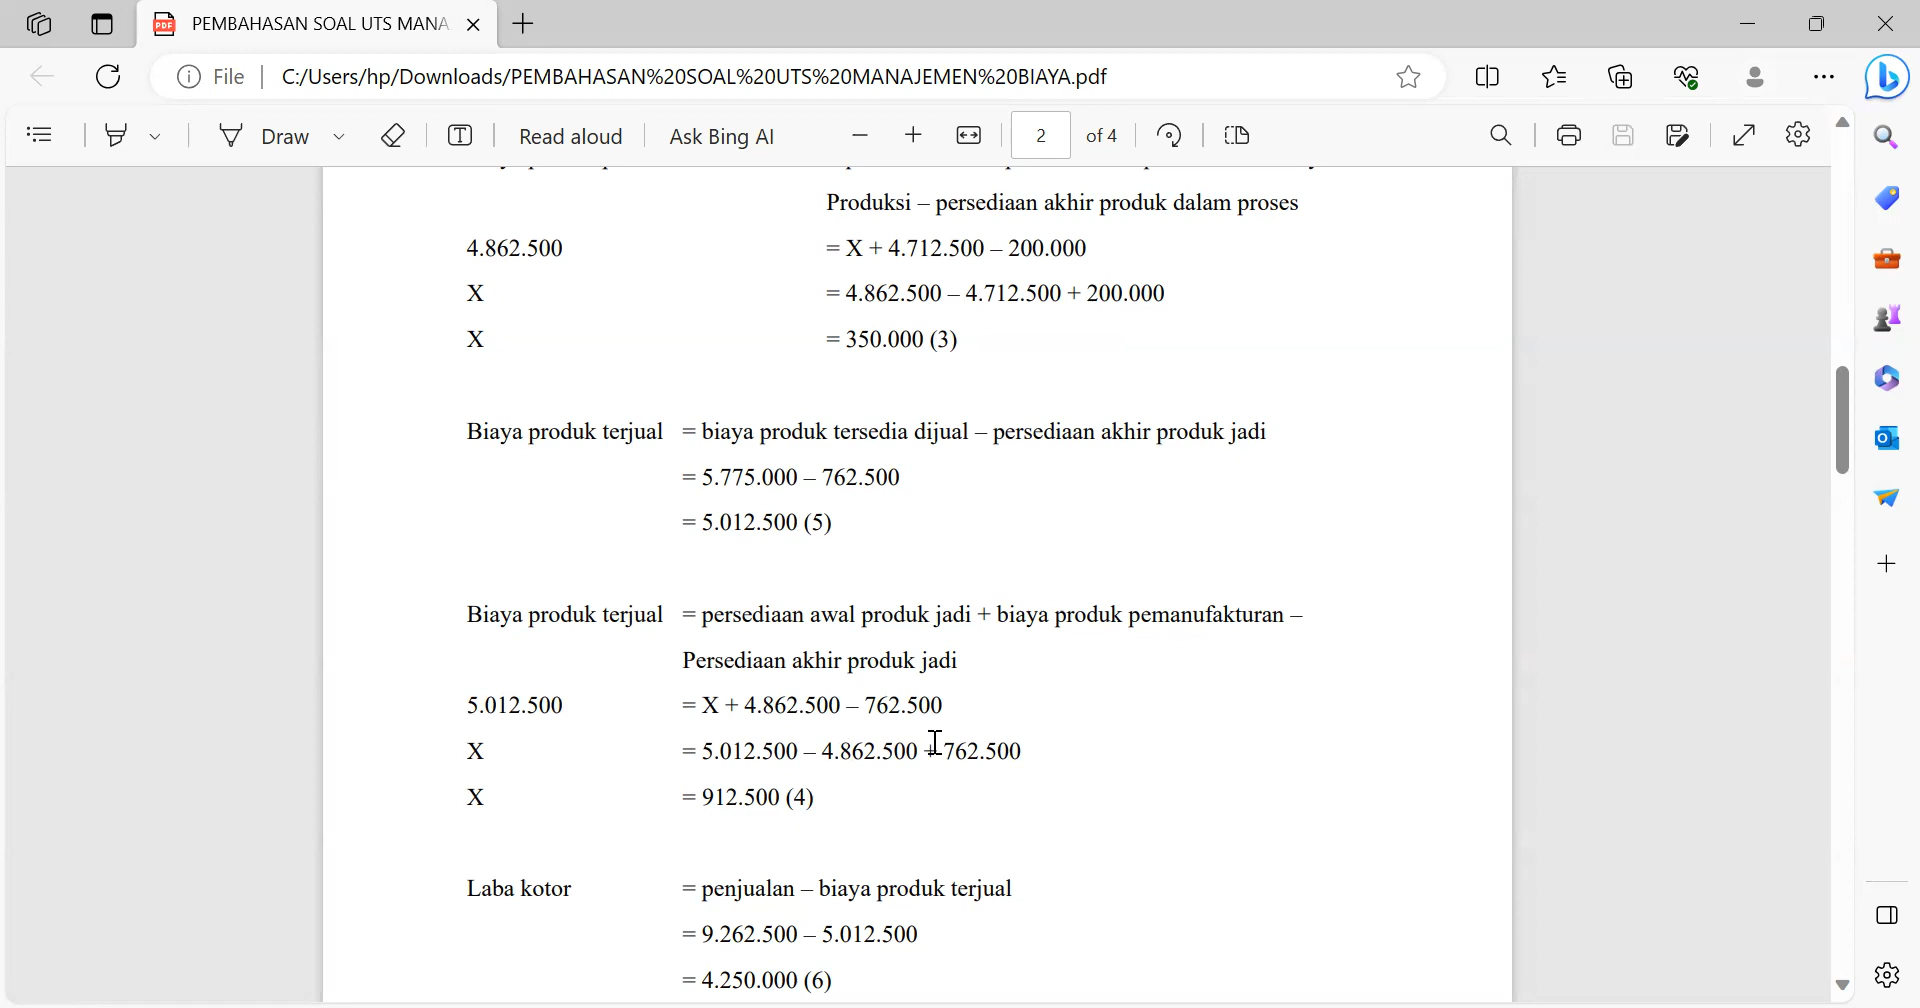 PEMBAHASAN SOAL UTS MANA
File
C:/Users/hp/Downloads/PEMBAHASAN%20SOAL%20UTS%20MANAJEMEN%20BIAYA.pdf
Draw
Read aloud
Ask Bing AI
2 of 4
Produksi – persediaan akhir produk dalam proses
4.862.500 = X + 4.712.500 – 200.000
X = 4.862.500 – 4.712.500 + 200.000
X = 350.000 (3)
Biaya produk terjual = biaya produk tersedia dijual – persediaan akhir produk jadi
= 5.775.000 – 762.500
= 5.012.500 (5)
Biaya produk terjual = persediaan awal produk jadi + biaya produk pemanufakturan –
Persediaan akhir produk jadi
5.012.500 = X + 4.862.500 – 762.500
X = 5.012.500 – 4.862.500 + 762.500
X = 912.500 (4)
Laba kotor = penjualan – biaya produk terjual
= 9.262.500 – 5.012.500
= 4.250.000 (6)